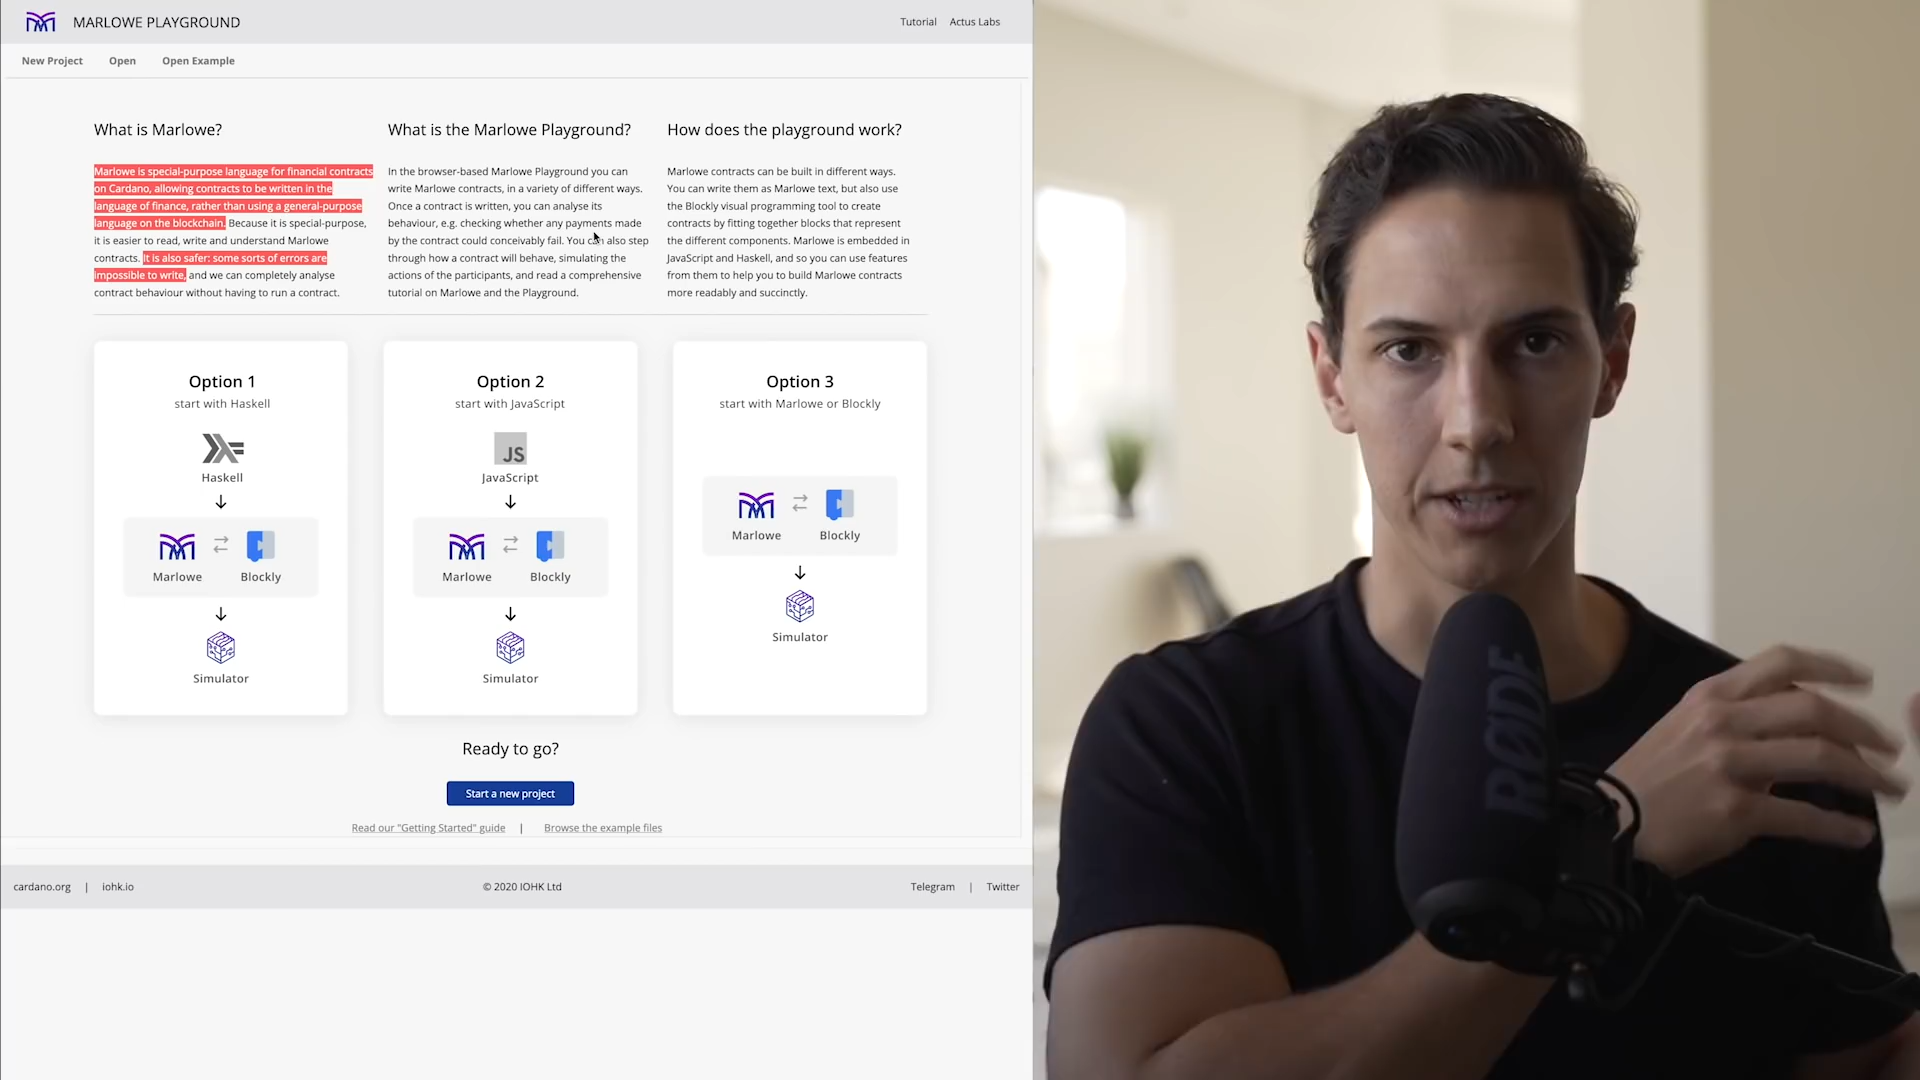 MARLOWE PLAYGROUND
Tutorial
Actus Labs
New Project
Open
Open Example
What is Marlowe?
Marlowe is special-purpose language for financial contracts
on Cardano, allowing contracts to be written in the
language of finance, rather than using a general-purpose
language on the blockchain. Because it is special-purpose,
it is easier to read, write and understand Marlowe
contracts. It is also safer: some sorts of errors are
impossible to write, and we can completely analyse
contract behaviour without having to run a contract.
What is the Marlowe Playground?
In the browser-based Marlowe Playground you can
write Marlowe contracts, in a variety of different ways.
Once a contract is written, you can analyse its
behaviour, e.g. checking whether any payments made
by the contract could conceivably fail. You can also step
through how a contract will behave, simulating the
actions of the participants, and read a comprehensive
tutorial on Marlowe and the Playground.
How does the playground work?
Marlowe contracts can be built in different ways.
You can write them as Marlowe text, but also use
the Blockly visual programming tool to create
contracts by fitting together blocks that represent
the different components. Marlowe is embedded in
JavaScript and Haskell, and so you can use features
from them to help you to build Marlowe contracts
more readably and succinctly.
Option 1
start with Haskell
Haskell
Marlowe
Blockly
Simulator
Option 2
start with JavaScript
JS
JavaScript
Marlowe
Blockly
Simulator
Option 3
start with Marlowe or Blockly
Marlowe
Blockly
Simulator
Ready to go?
Start a new project
Read our "Getting Started" guide | Browse the example files
cardano.org | iohk.io
© 2020 IOHK Ltd
Telegram | Twitter
RØDE